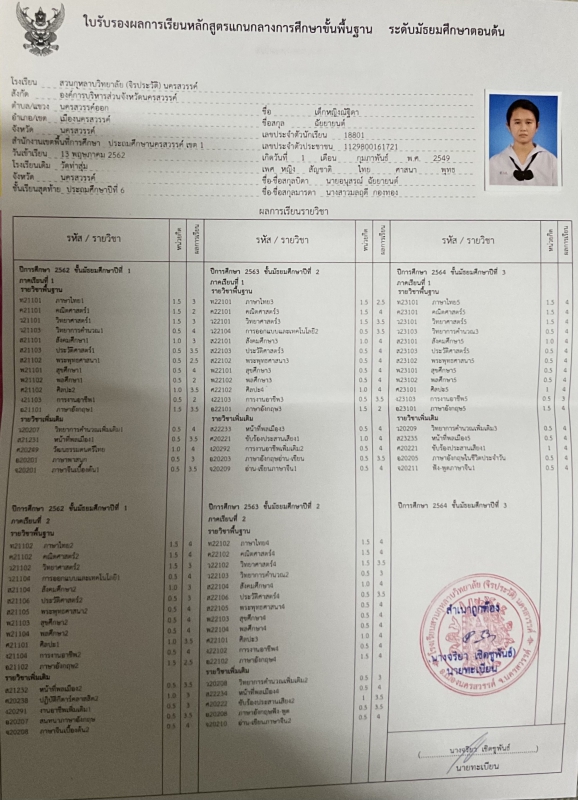 ใบรับรองผลการเรียนหลักสูตรแกนกลางการศึกษาขั้นพื้นฐาน ระดับมัธยมศึกษาตอนต้น
โรงเรียน สวนกุหลาบวิทยาลัย (จิรประวัติ) นครสวรรค์
สังกัด องค์การบริหารส่วนจังหวัดนครสวรรค์
ตำบล/แขวง นครสวรรค์ออก
อำเภอ/เขต เมืองนครสวรรค์
จังหวัด นครสวรรค์
สำนักงานเขตพื้นที่การศึกษา ประถมศึกษานครสวรรค์ เขต 1
วันเข้าเรียน 13 พฤษภาคม 2562
โรงเรียนเดิม วัดท่าสุ่ม
จังหวัด นครสวรรค์
ชั้นเรียนสุดท้าย ประถมศึกษาปีที่ 6
ชื่อ เด็กหญิงณัฐิดา
ชื่อสกุล ฉัยยายนต์
เลขประจำตัวนักเรียน 18801
เลขประจำตัวประชาชน 1129800161721
เกิดวันที่ 1 เดือน กุมภาพันธ์ พ.ศ. 2549
เพศ หญิง สัญชาติ ไทย ศาสนา พุทธ
ชื่อ-ชื่อสกุลบิดา
ชื่อ-ชื่อสกุลมารดา
ผลการเรียนรายวิชา
รหัส / รายวิชา หน่วยกิต ผลการเรียน รหัส / รายวิชา หน่วยกิต ผลการเรียน รหัส / รายวิชา หน่วยกิต ผลการเรียน
ปีการศึกษา 2562 ชั้นมัธยมศึกษาปีที่ 1
ภาคเรียนที่ 1
รายวิชาพื้นฐาน
ท21101 ภาษาไทย1 1.5 3
ค21101 คณิตศาสตร์1 1.5 2
ว21101 วิทยาศาสตร์1 1.5 3
ว21103 วิทยาการคำนวณ1 0.5 4
ส21101 สังคมศึกษา1 1.0 3
ส21103 ประวัติศาสตร์1 0.5 3.5
ส21102 พระพุทธศาสนา1 0.5 2.5
พ21101 สุขศึกษา1 0.5 4
พ21102 พลศึกษา1 0.5 2
ศ21102 ศิลปะ2 1.0 3.5
ง21103 การงานอาชีพ1 0.5 2
อ21101 ภาษาอังกฤษ1 1.5 3.5
รายวิชาเพิ่มเติม
ว20207 วิทยาการคำนวณเพิ่มเติม1 0.5 4
ส21231 หน้าที่พลเมือง1 0.5 3.5
ศ20249 วัฒนธรรมดนตรีไทย 1.0 4
อ20201 ภาษาพาสนุก 0.5 3.5
จ20201 ภาษาจีนเบื้องต้น1 0.5 3.5
ปีการศึกษา 2563 ชั้นมัธยมศึกษาปีที่ 2
ภาคเรียนที่ 1
รายวิชาพื้นฐาน
ท22101 ภาษาไทย3 1.5 2.5
ค22101 คณิตศาสตร์3 1.5 4
ว22101 วิทยาศาสตร์3 1.5 3.5
ว22104 การออกแบบและเทคโนโลยี2 0.5 3.5
ส22101 สังคมศึกษา3 1.0 4
ส22103 ประวัติศาสตร์3 0.5 4
ส22102 พระพุทธศาสนา3 0.5 4
พ22101 สุขศึกษา3 0.5 4
พ22102 พลศึกษา3 0.5 4
ศ22102 ศิลปะ4 1.0 4
ง22103 การงานอาชีพ3 0.5 3.5
อ22101 ภาษาอังกฤษ3 1.5 2
รายวิชาเพิ่มเติม
ส22233 หน้าที่พลเมือง3 0.5 4
ศ20221 ขับร้องประสานเสียง1 1.0 4
ง20292 การงานอาชีพเพิ่มเติม2 0.5 4
อ20203 ภาษาอังกฤษอ่าน-เขียน 0.5 3.5
จ20209 อ่าน-เขียนภาษาจีน1 0.5 3.5
ปีการศึกษา 2564 ชั้นมัธยมศึกษาปีที่ 3
ภาคเรียนที่ 1
รายวิชาพื้นฐาน
ท23101 ภาษาไทย5 1.5 4
ค23101 คณิตศาสตร์5 1.5 4
ว23101 วิทยาศาสตร์5 1.5 4
ว23103 วิทยาการคำนวณ3 0.5 4
ส23101 สังคมศึกษา5 1.0 4
ส23103 ประวัติศาสตร์5 0.5 4
ส23102 พระพุทธศาสนา5 0.5 4
พ23101 สุขศึกษา5 0.5 4
พ23102 พลศึกษา5 0.5 4
ศ23101 ศิลปะ5 1 4
ง23103 การงานอาชีพ5 0.5 3
อ23101 ภาษาอังกฤษ5 1.5 4
รายวิชาเพิ่มเติม
ว20209 วิทยาการคำนวณเพิ่มเติม3 0.5 4
ส23235 หน้าที่พลเมือง5 0.5 4
ศ20221 ขับร้องประสานเสียง1 1 4
อ20205 ภาษาอังกฤษในชีวิตประจำวัน 0.5 4
จ20211 ฟัง-พูดภาษาจีน1 0.5 4
ปีการศึกษา 2562 ชั้นมัธยมศึกษาปีที่ 1
ภาคเรียนที่ 2
รายวิชาพื้นฐาน
ท21102 ภาษาไทย2 1.5 4
ค21102 คณิตศาสตร์2 1.5 4
ว21102 วิทยาศาสตร์2 1.5 3
ว21104 การออกแบบและเทคโนโลยี1 0.5 4
ส21104 สังคมศึกษา2 1.0 3
ส21106 ประวัติศาสตร์2 0.5 3
ส21105 พระพุทธศาสนา2 0.5 4
พ21103 สุขศึกษา2 0.5 4
พ21104 พลศึกษา2 0.5 4
ศ21101 ศิลปะ1 1.0 3.5
ง21104 การงานอาชีพ2 0.5 4
อ21102 ภาษาอังกฤษ2 1.5 2.5
รายวิชาเพิ่มเติม
ส21232 หน้าที่พลเมือง2 0.5 4
ศ20238 ปฏิบัติกีตาร์คลาสสิค2 1.0 3
ง20291 งานอาชีพเพิ่มเติม1 0.5 3.5
อ20207 สนทนาภาษาอังกฤษ 0.5 3.5
จ20208 ภาษาจีนเบื้องต้น2 0.5 4
ปีการศึกษา 2563 ชั้นมัธยมศึกษาปีที่ 2
ภาคเรียนที่ 2
รายวิชาพื้นฐาน
ท22102 ภาษาไทย4 1.5 4
ค22102 คณิตศาสตร์4 1.5 4
ว22102 วิทยาศาสตร์4 1.5 3.5
ว22103 วิทยาการคำนวณ2 0.5 3
ส22104 สังคมศึกษา4 1.0 4
ส22106 ประวัติศาสตร์4 0.5 3.5
ส22105 พระพุทธศาสนา4 0.5 4
พ22103 สุขศึกษา4 0.5 4
พ22104 พลศึกษา4 0.5 4
ศ22101 ศิลปะ3 1.0 4
ง22104 การงานอาชีพ4 0.5 4
อ22102 ภาษาอังกฤษ4 1.5 4
รายวิชาเพิ่มเติม
ว20208 วิทยาการคำนวณเพิ่มเติม2 0.5 3
ส22234 หน้าที่พลเมือง4 0.5 4
ศ20222 ขับร้องประสานเสียง2 1 3.5
อ20208 ภาษาอังกฤษฟัง-พูด 0.5 3.5
จ20210 อ่าน-เขียนภาษาจีน2 0.5 4
ปีการศึกษา 2564 ชั้นมัธยมศึกษาปีที่ 3
สำเนาถูกต้อง
(นางจริยา เชิดชูพันธ์)
นายทะเบียน
(นางจริยา เชิดชูพันธ์)
นายทะเบียน